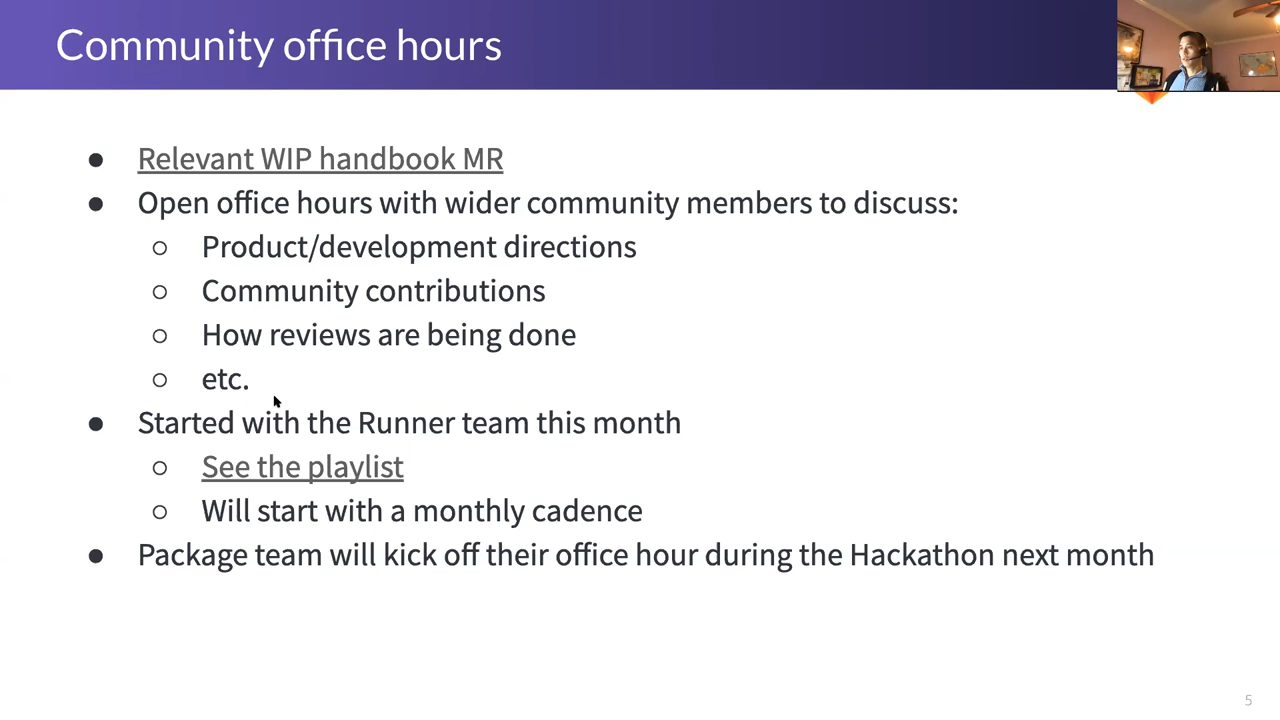 Community office hours
● Relevant WIP handbook MR
● Open office hours with wider community members to discuss:
○ Product/development directions
○ Community contributions
○ How reviews are being done
○ etc.
● Started with the Runner team this month
○ See the playlist
○ Will start with a monthly cadence
● Package team will kick off their office hour during the Hackathon next month
5